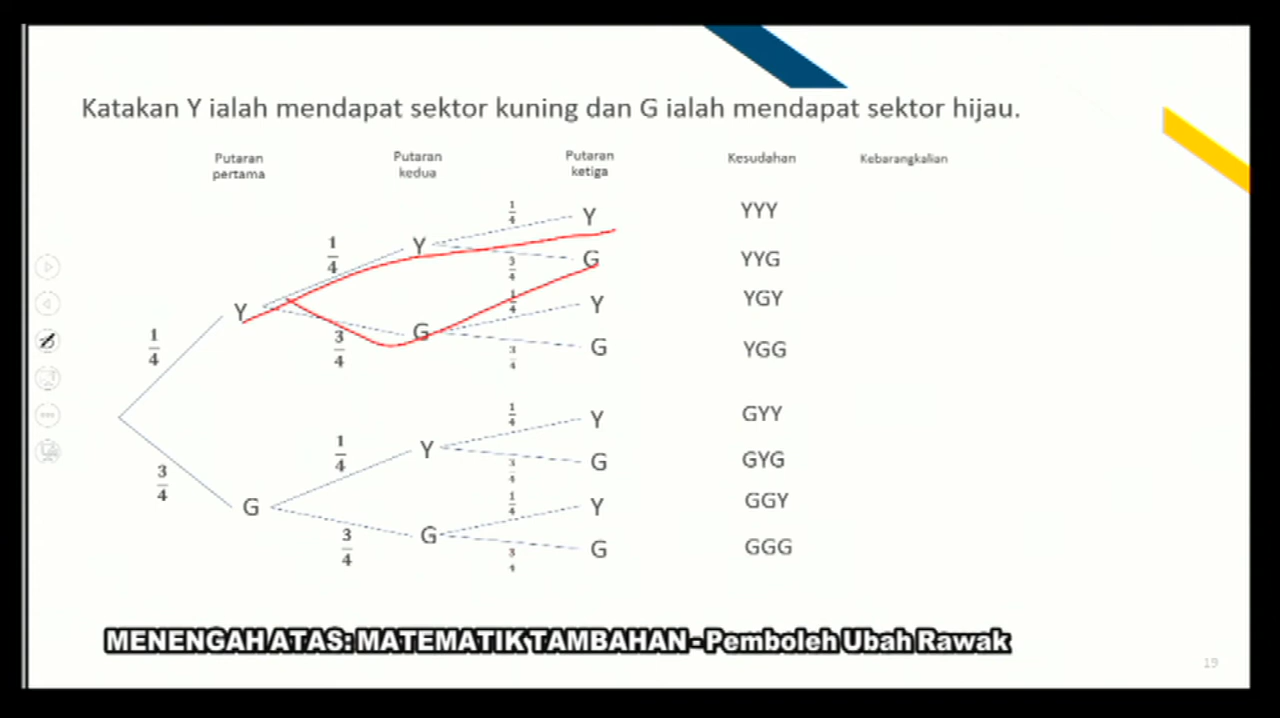 Katakan Y ialah mendapat sektor kuning dan G ialah mendapat sektor hijau.
Putaran pertama
Putaran kedua
Putaran ketiga
Kesudahan
Kebarangkalian
1/4 Y YYY
1/4 Y
3/4 G YYG
1/4 Y
1/4 Y YGY
3/4 G
3/4 G YGG
1/4 Y GYY
1/4 Y
3/4 G GYG
3/4 G
1/4 Y GGY
3/4 G
3/4 G GGG
MENENGAH ATAS: MATEMATIK TAMBAHAN - Pemboleh Ubah Rawak
19